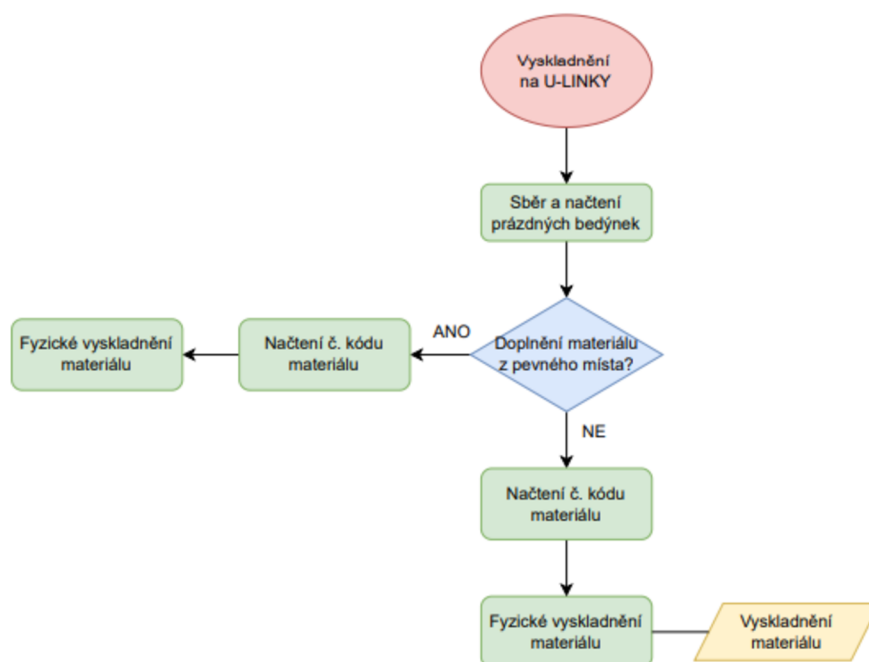 Vyskladnění
na U-LINKY
Sběr a načtení
prázdných bedýnek
Doplnění materiálu
z pevného místa?
ANO
Načtení č. kódu
materiálu
Fyzické vyskladnění
materiálu
NE
Načtení č. kódu
materiálu
Fyzické vyskladnění
materiálu
Vyskladnění
materiálu